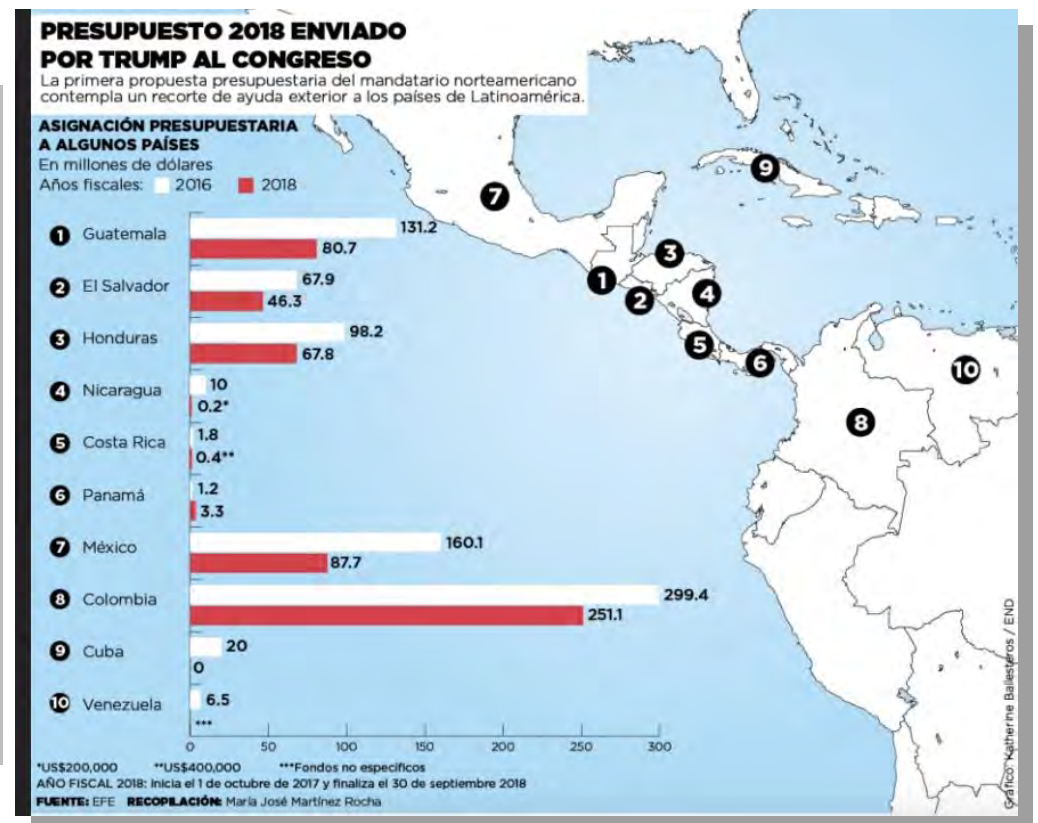 PRESUPUESTO 2018 ENVIADO
POR TRUMP AL CONGRESO
La primera propuesta presupuestaria del mandatario norteamericano
contempla un recorte de ayuda exterior a los países de Latinoamérica.
ASIGNACIÓN PRESUPUESTARIA
A ALGUNOS PAÍSES
En millones de dólares
Años fiscales: 2016 2018
1 Guatemala 131.2
80.7
2 El Salvador 67.9
46.3
3 Honduras 98.2
67.8
4 Nicaragua 10
0.2*
5 Costa Rica 1.8
0.4**
6 Panamá 1.2
3.3
7 México 160.1
87.7
8 Colombia 299.4
251.1
9 Cuba 20
0
10 Venezuela 6.5
***
0 50 100 150 200 250 300
*US$200,000 **US$400,000 ***Fondos no específicos
AÑO FISCAL 2018: Inicia el 1 de octubre de 2017 y finaliza el 30 de septiembre 2018
FUENTE: EFE RECOPILACIÓN: María José Martínez Rocha
9
7
3
1
2
4
5
6
10
8
Gráfico: Katherine Ballesteros / END